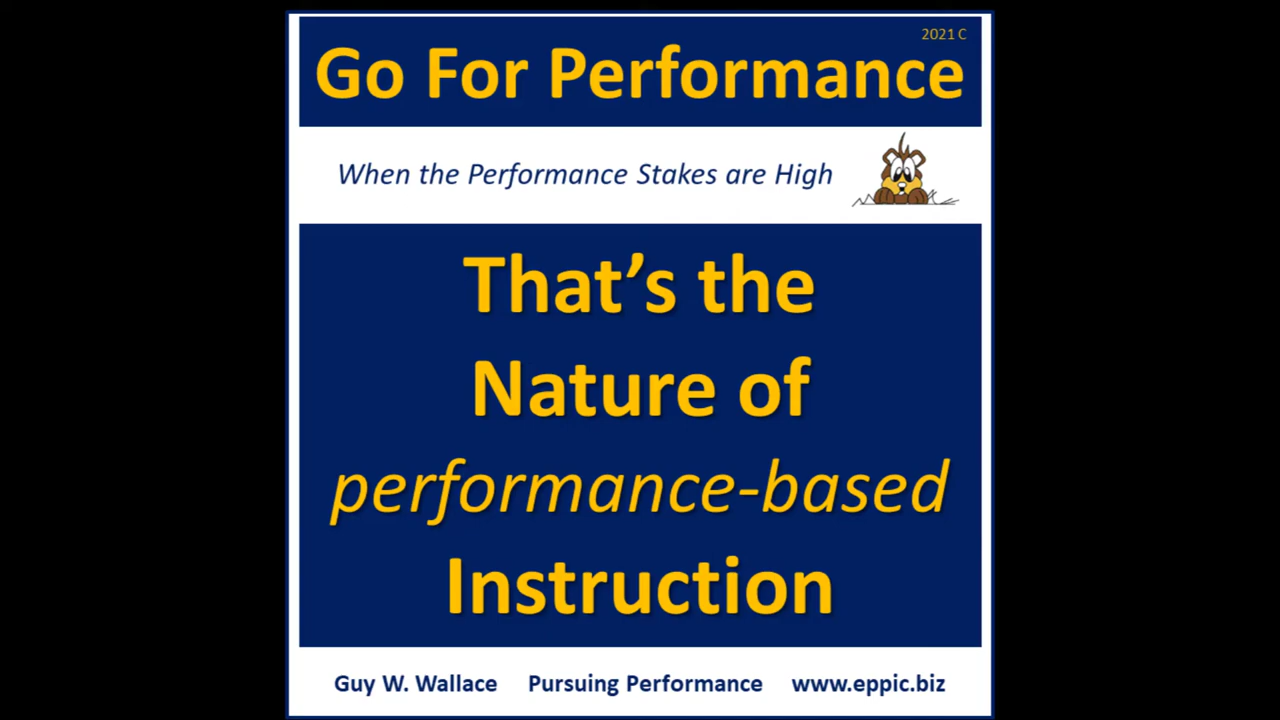 2021 C
Go For Performance
When the Performance Stakes are High
That’s the
Nature of
performance-based
Instruction
Guy W. Wallace Pursuing Performance www.eppic.biz